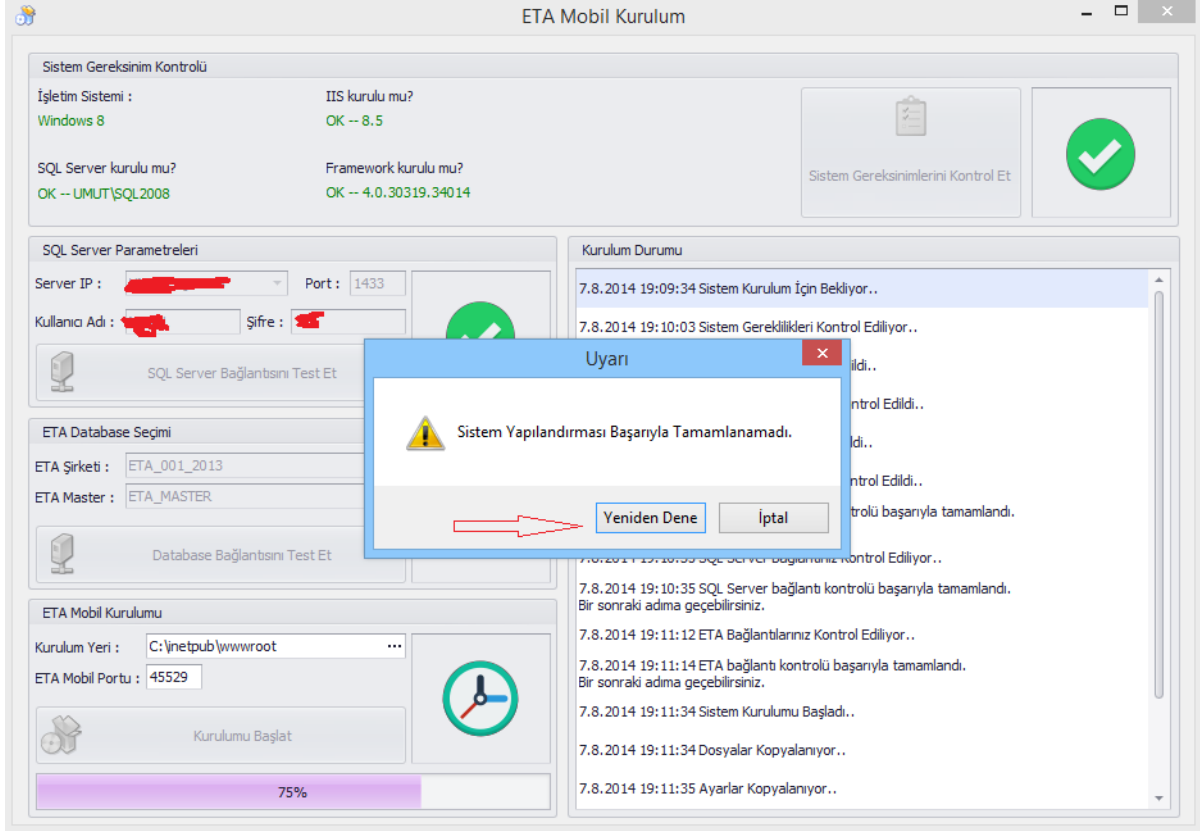 ETA Mobil Kurulum
Sistem Gereksinim Kontrolü
İşletim Sistemi :
IIS kurulu mu?
Windows 8
OK -- 8.5
SQL Server kurulu mu?
Framework kurulu mu?
OK -- UMUT\SQL2008
OK -- 4.0.30319.34014
Sistem Gereksinimlerini Kontrol Et
SQL Server Parametreleri
Server IP :
Port :
1433
Kullanıcı Adı :
Şifre :
SQL Server Bağlantısını Test Et
ETA Database Seçimi
ETA Şirketi :
ETA_001_2013
ETA Master :
ETA_MASTER
Database Bağlantısını Test Et
ETA Mobil Kurulumu
Kurulum Yeri :
C:\inetpub\wwwroot
...
ETA Mobil Portu :
45529
Kurulumu Başlat
75%
Kurulum Durumu
7.8.2014 19:09:34 Sistem Kurulum İçin Bekliyor..
7.8.2014 19:10:03 Sistem Gereklilikleri Kontrol Ediliyor..
ildi..
ntrol Edildi..
ldi..
ntrol Edildi..
trolü başarıyla tamamlandı.
7.8.2014 19:10:33 SQL Server Bağlantınız Kontrol Ediliyor..
7.8.2014 19:10:35 SQL Server bağlantı kontrolü başarıyla tamamlandı.
Bir sonraki adıma geçebilirsiniz.
7.8.2014 19:11:12 ETA Bağlantılarınız Kontrol Ediliyor..
7.8.2014 19:11:14 ETA bağlantı kontrolü başarıyla tamamlandı.
Bir sonraki adıma geçebilirsiniz.
7.8.2014 19:11:34 Sistem Kurulumu Başladı..
7.8.2014 19:11:34 Dosyalar Kopyalanıyor..
7.8.2014 19:11:35 Ayarlar Kopyalanıyor..
Uyarı
Sistem Yapılandırması Başarıyla Tamamlanamadı.
Yeniden Dene
İptal